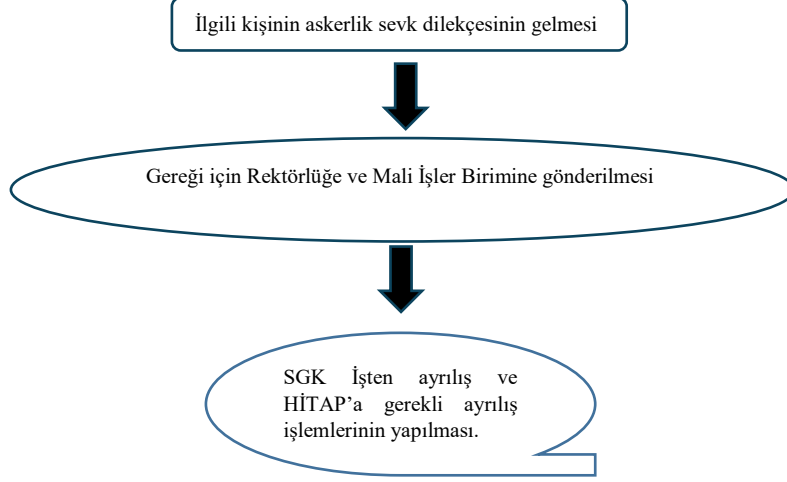 İlgili kişinin askerlik sevk dilekçesinin gelmesi
Gereği için Rektörlüğe ve Mali İşler Birimine gönderilmesi
SGK İşten ayrılış ve
HİTAP’a gerekli ayrılış
işlemlerinin yapılması.